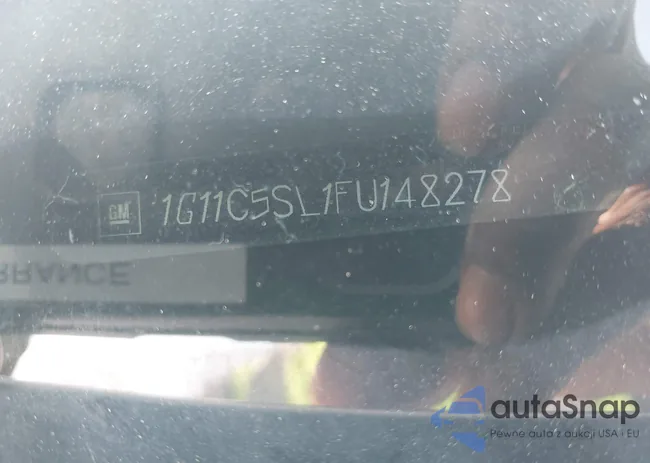 GM 1G11C5SL1FU148278
RRANCE
autaSnap
Pewne auta z aukcji USA i EU